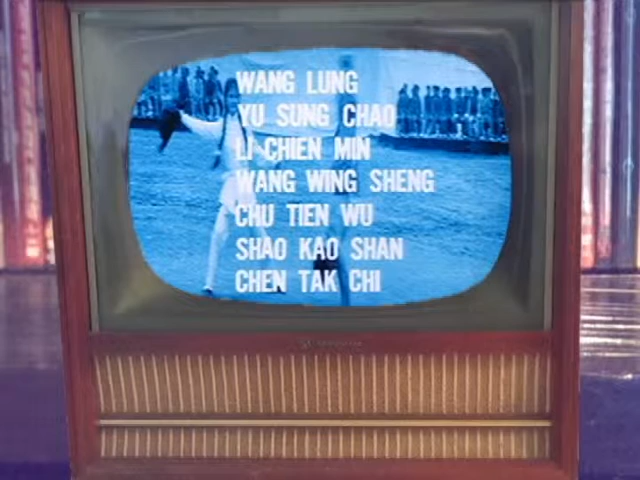 WANG LUNG
YU SUNG CHAO
LI CHIEN MIN
WANG WING SHENG
CHU TIEN WU
SHAO KAO SHAN
CHEN TAK CHI